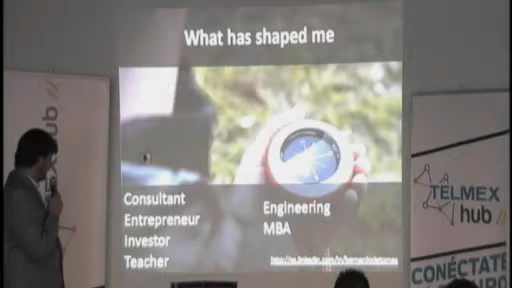 What has shaped me
Consultant
Entrepreneur
Investor
Teacher
Engineering
MBA
hub //
TELMEX
hub //
CONÉCTATE